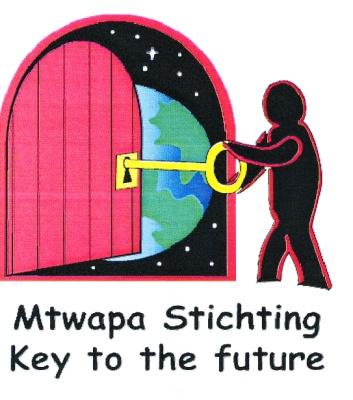 Mtwapa Stichting
Key to the future